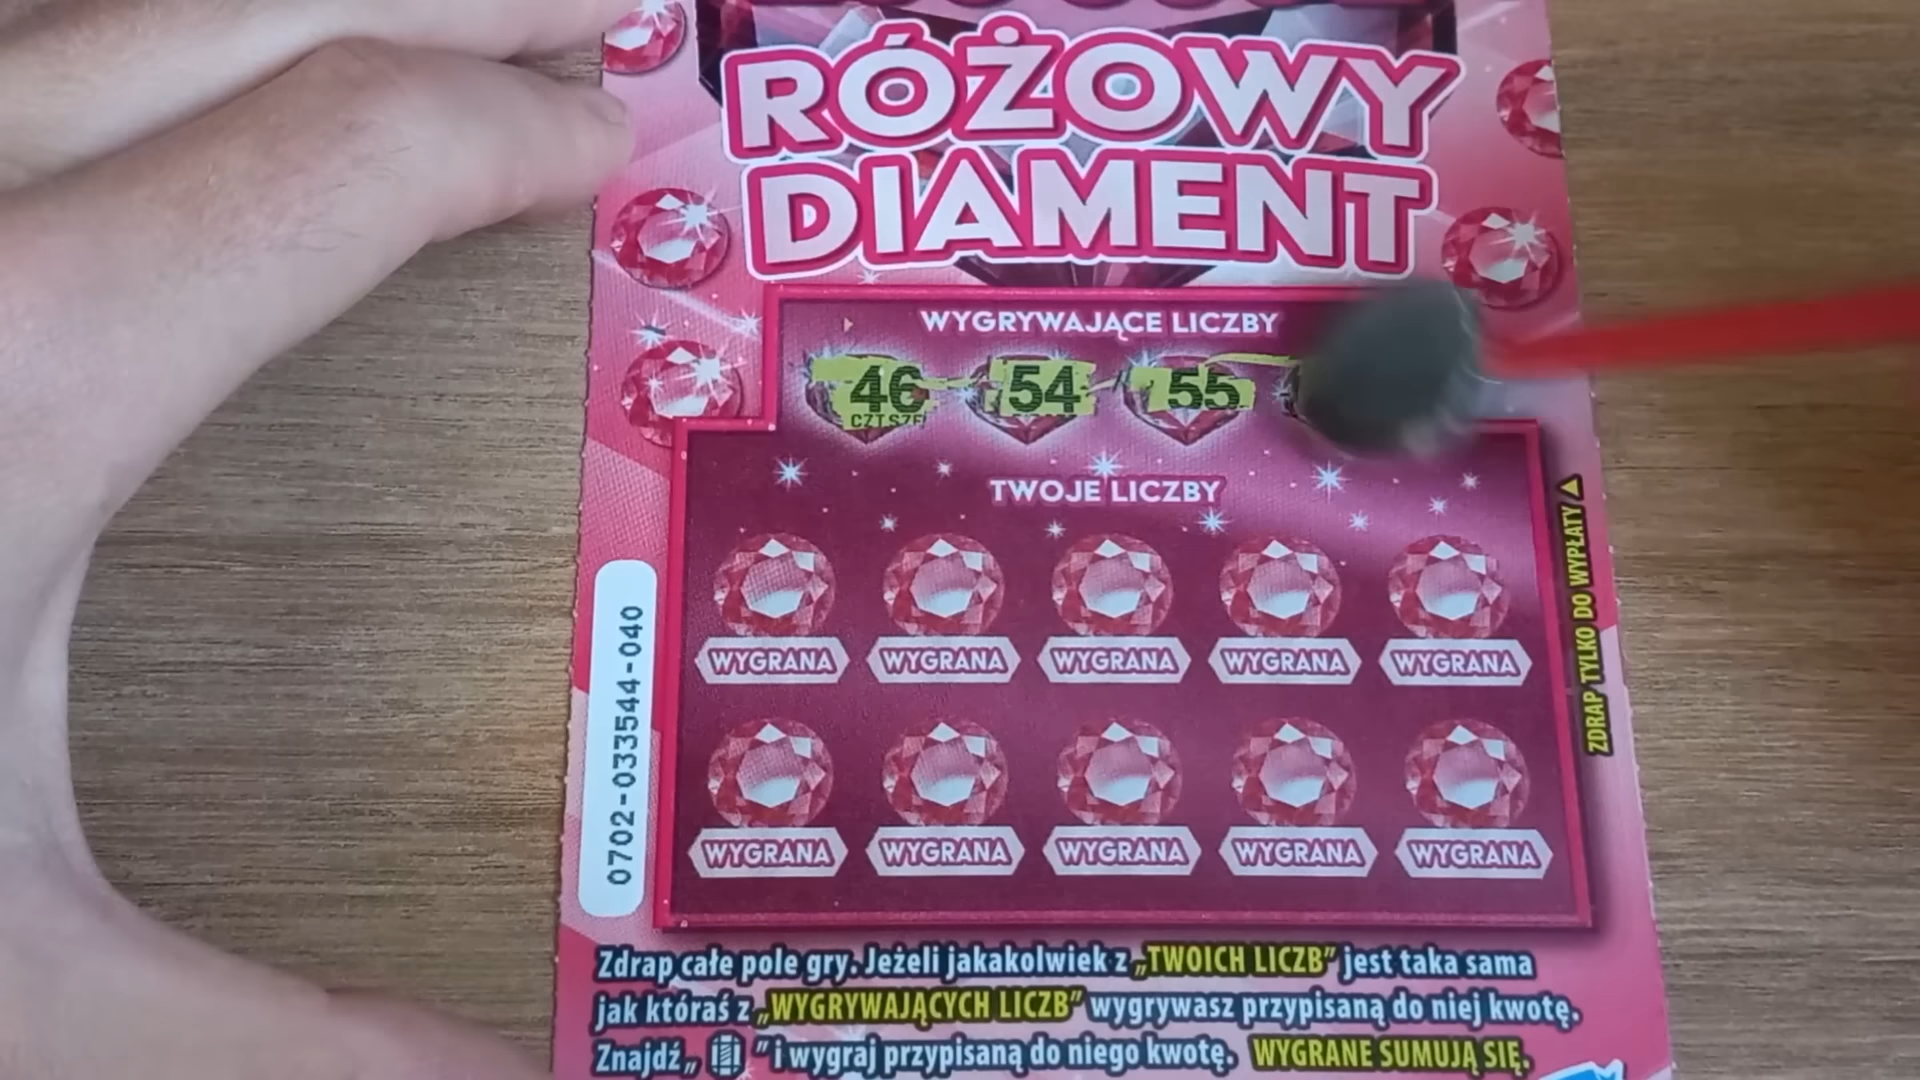 RÓŻOWY
DIAMENT
WYGRYWAJĄCE LICZBY
46 54 55
TWOJE LICZBY
WYGRANA WYGRANA WYGRANA WYGRANA WYGRANA
WYGRANA WYGRANA WYGRANA WYGRANA WYGRANA
0702-033544-040
ZDRAP TYLKO DO WYPŁATY
Zdrap całe pole gry. Jeżeli jakakolwiek z „TWOICH LICZB” jest taka sama
jak któraś z „WYGRYWAJĄCYCH LICZB” wygrywasz przypisaną do niej kwotę.
Znajdź „ ” i wygraj przypisaną do niego kwotę. WYGRANE SUMUJĄ SIĘ.